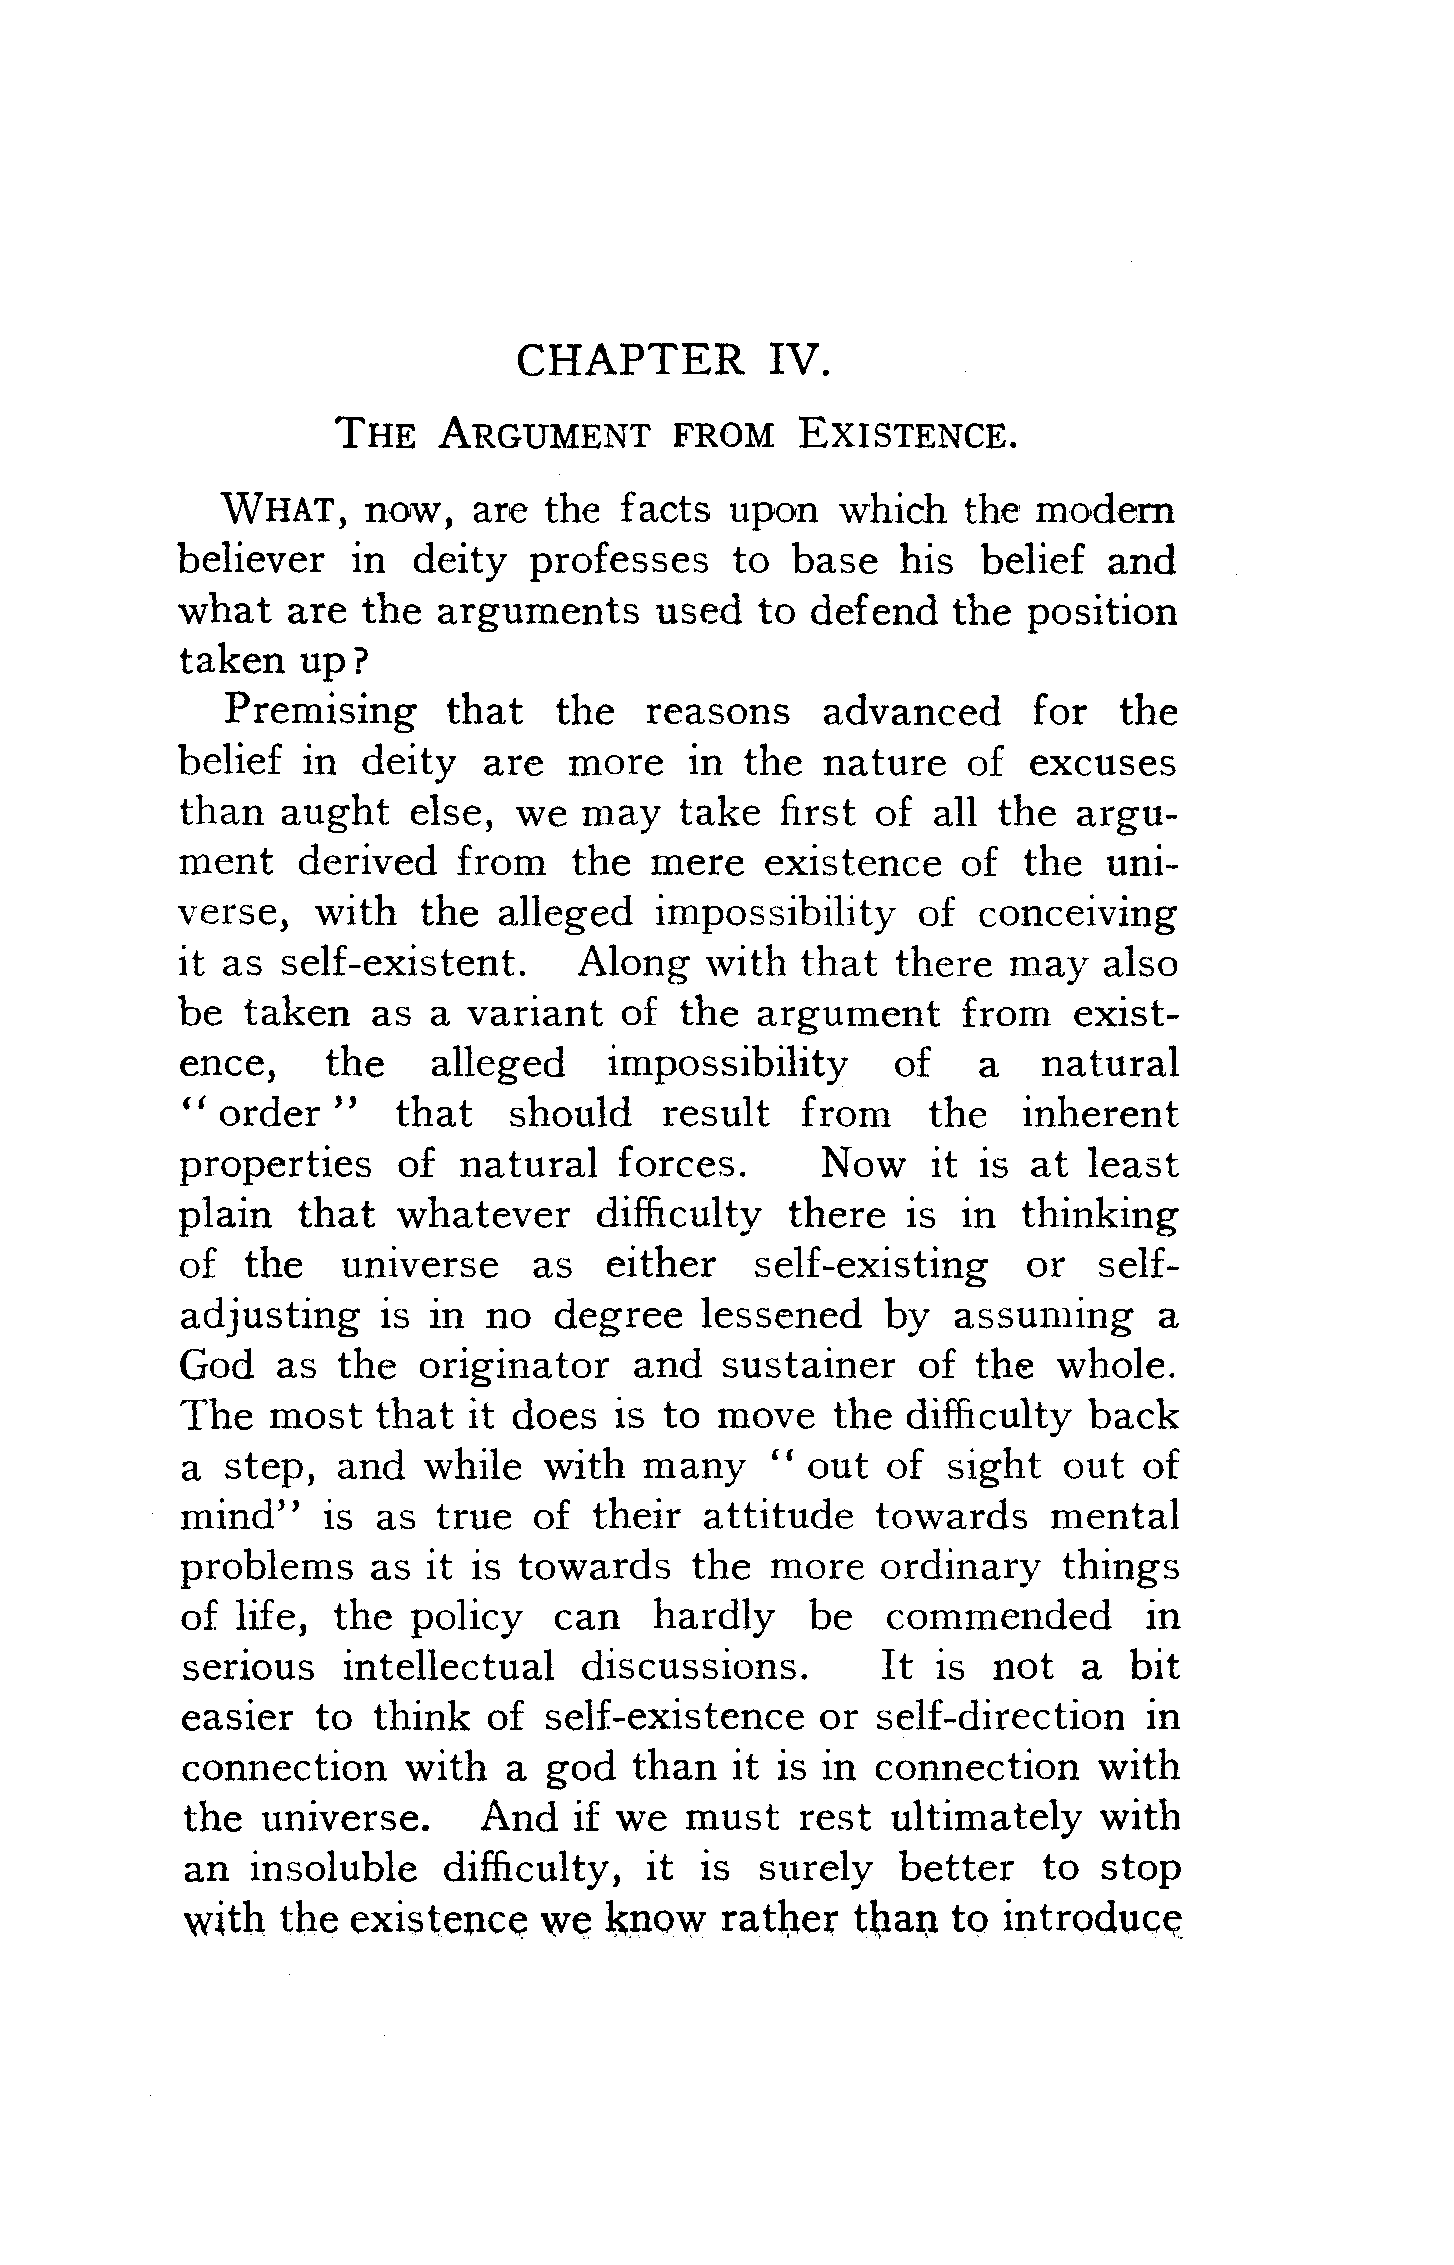 CHAPTER IV.
THE ARGUMENT FROM EXISTENCE.
WHAT, now, are the facts upon which the modern
believer in deity professes to base his belief and
what are the arguments used to defend the position
taken up?
Premising that the reasons advanced for the
belief in deity are more in the nature of excuses
than aught else, we may take first of all the argu-
ment derived from the mere existence of the uni-
verse, with the alleged impossibility of conceiving
it as self-existent. Along with that there may also
be taken as a variant of the argument from exist-
ence, the alleged impossibility of a natural
"order" that should result from the inherent
properties of natural forces. Now it is at least
plain that whatever difficulty there is in thinking
of the universe as either self-existing or self-
adjusting is in no degree lessened by assuming a
God as the originator and sustainer of the whole.
The most that it does is to move the difficulty back
a step, and while with many "out of sight out of
mind" is as true of their attitude towards mental
problems as it is towards the more ordinary things
of life, the policy can hardly be commended in
serious intellectual discussions. It is not a bit
easier to think of self-existence or self-direction in
connection with a god than it is in connection with
the universe. And if we must rest ultimately with
an insoluble difficulty, it is surely better to stop
with the existence we know rather than to introduce